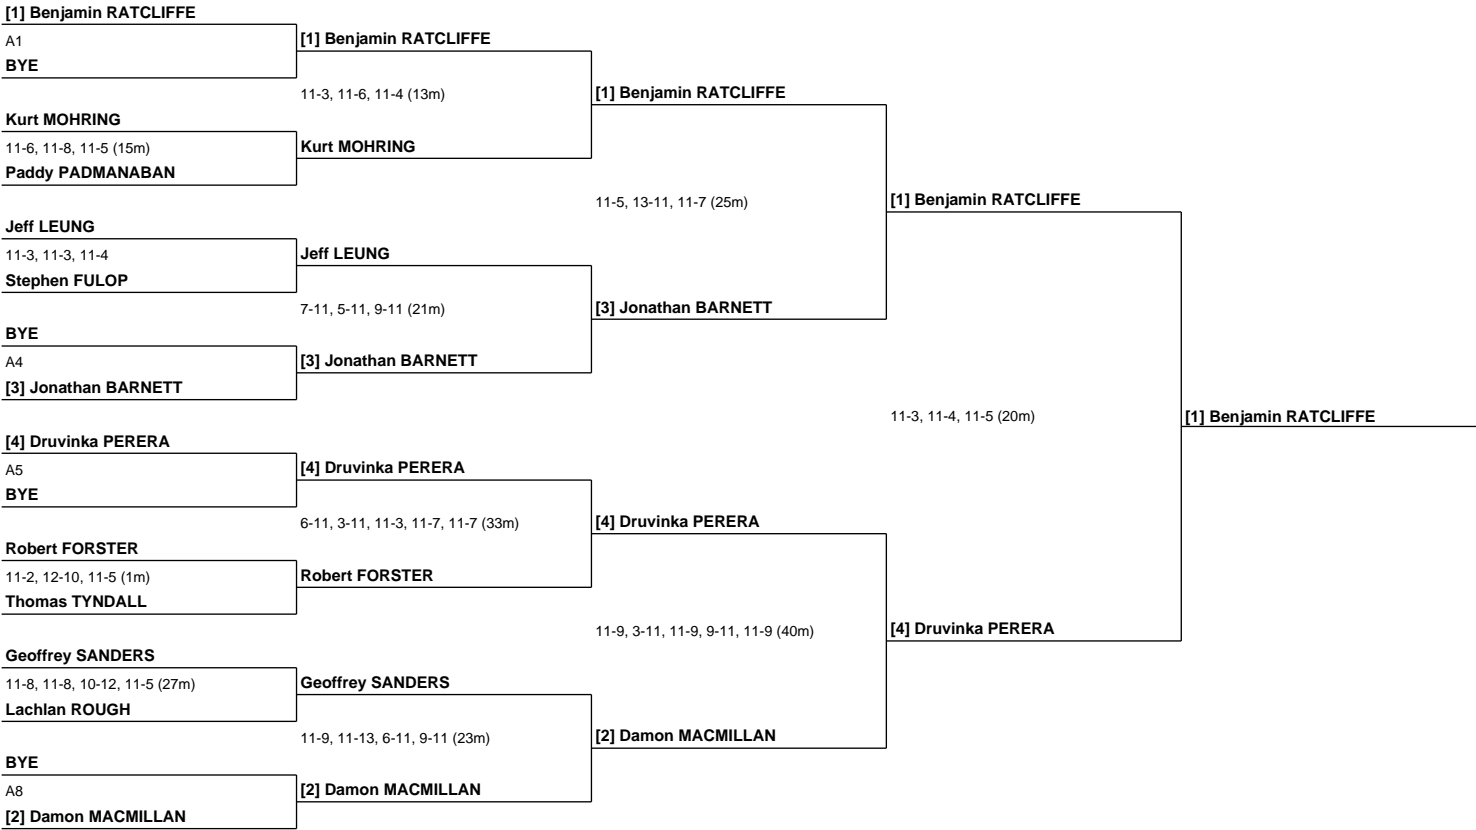 [1] Benjamin RATCLIFFE
A1
BYE
[1] Benjamin RATCLIFFE
11-3, 11-6, 11-4 (13m)
Kurt MOHRING
11-6, 11-8, 11-5 (15m)
Paddy PADMANABAN
Kurt MOHRING
[1] Benjamin RATCLIFFE
11-5, 13-11, 11-7 (25m)
Jeff LEUNG
11-3, 11-3, 11-4
Stephen FULOP
Jeff LEUNG
7-11, 5-11, 9-11 (21m)
BYE
A4
[3] Jonathan BARNETT
[3] Jonathan BARNETT
[3] Jonathan BARNETT
[1] Benjamin RATCLIFFE
11-3, 11-4, 11-5 (20m)
[1] Benjamin RATCLIFFE
[4] Druvinka PERERA
A5
BYE
[4] Druvinka PERERA
6-11, 3-11, 11-3, 11-7, 11-7 (33m)
Robert FORSTER
11-2, 12-10, 11-5 (1m)
Thomas TYNDALL
Robert FORSTER
[4] Druvinka PERERA
11-9, 3-11, 11-9, 9-11, 11-9 (40m)
[4] Druvinka PERERA
Geoffrey SANDERS
11-8, 11-8, 10-12, 11-5 (27m)
Lachlan ROUGH
Geoffrey SANDERS
11-9, 11-13, 6-11, 9-11 (23m)
BYE
A8
[2] Damon MACMILLAN
[2] Damon MACMILLAN
[2] Damon MACMILLAN